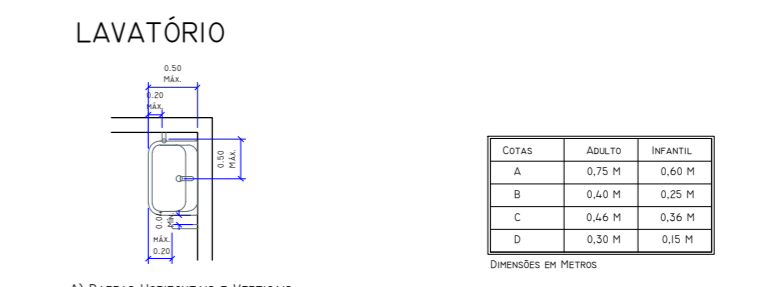 LAVATÓRIO
0.50
MÁX.
0.20
MÁX.
0.50
MÁX.
MÁX.
0.20
COTAS ADULTO INFANTIL
A 0,75 M 0,60 M
B 0,40 M 0,25 M
C 0,46 M 0,36 M
D 0,30 M 0,15 M
DIMENSÕES EM METROS